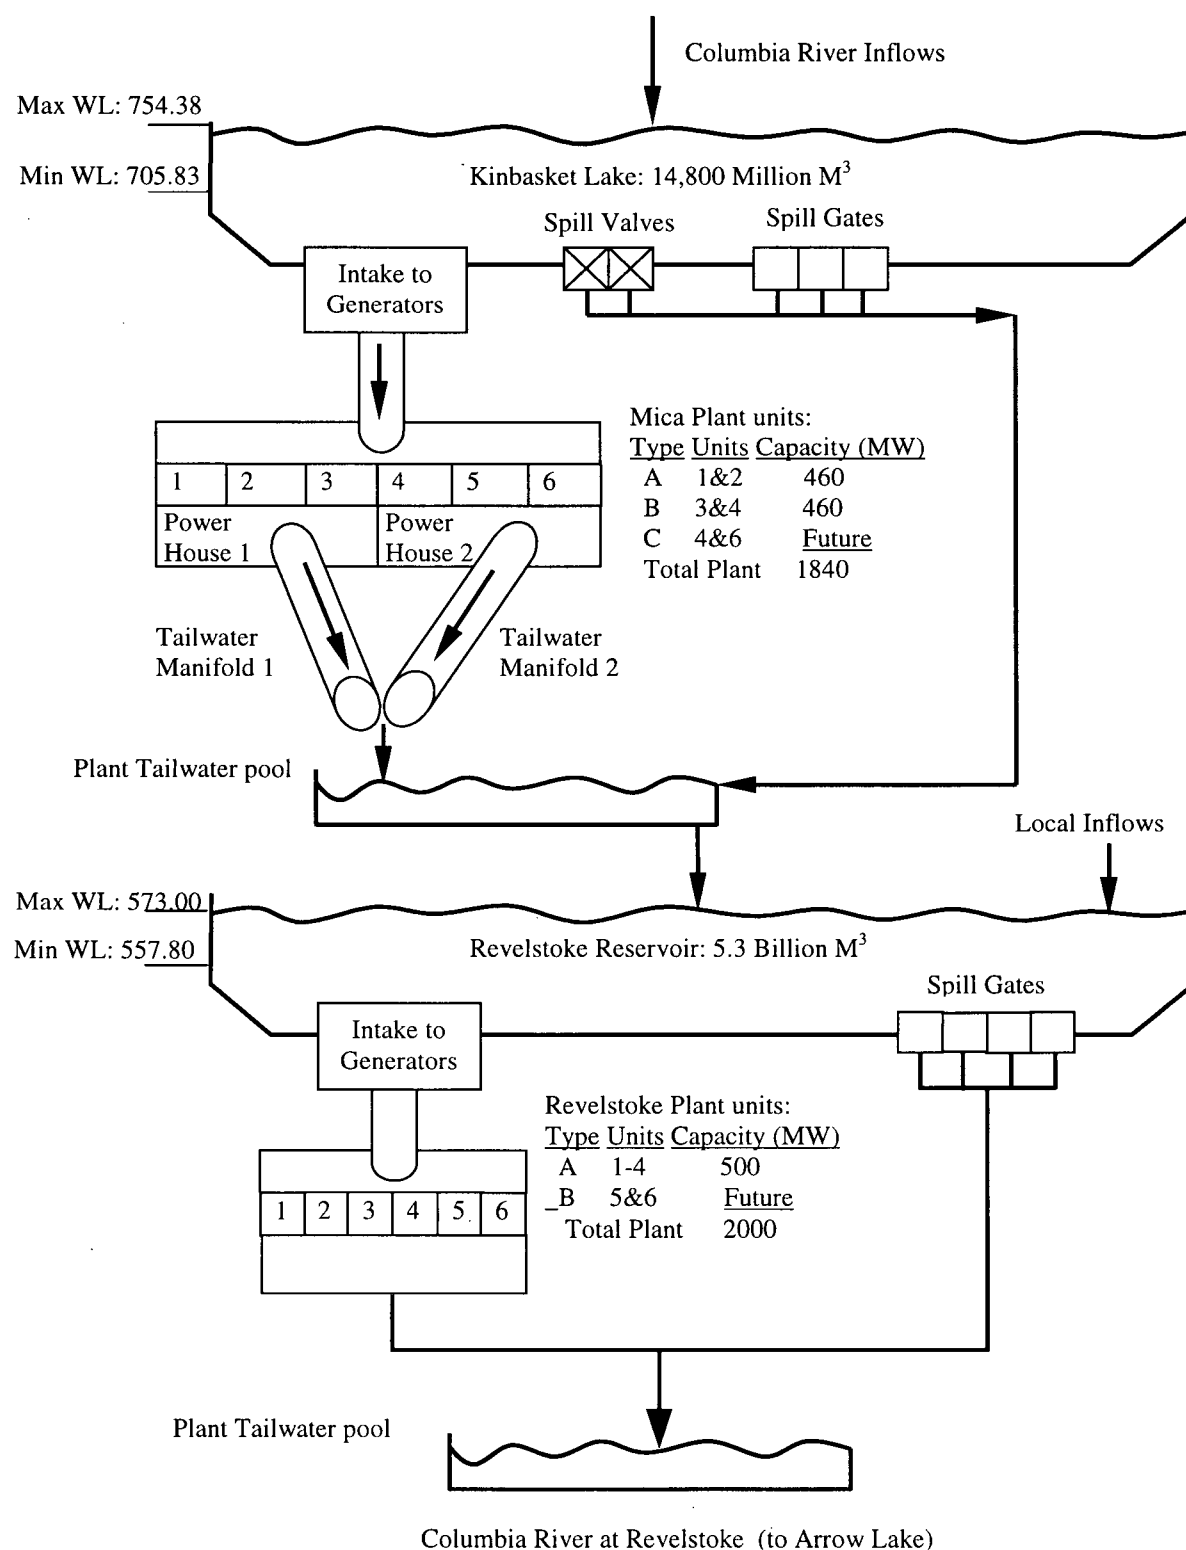 Columbia River Inflows
Max WL: 754.38
Min WL: 705.83
Kinbasket Lake: 14,800 Million M³
Spill Valves
Spill Gates
Intake to
Generators
Mica Plant units:
Type Units Capacity (MW)
A 1&2 460
B 3&4 460
C 4&6 Future
Total Plant 1840
1 2 3 4 5 6
Power
House 1
Power
House 2
Tailwater
Manifold 1
Tailwater
Manifold 2
Plant Tailwater pool
Local Inflows
Max WL: 573.00
Min WL: 557.80
Revelstoke Reservoir: 5.3 Billion M³
Spill Gates
Intake to
Generators
Revelstoke Plant units:
Type Units Capacity (MW)
A 1-4 500
_B 5&6 Future
Total Plant 2000
1 2 3 4 5 6
Plant Tailwater pool
Columbia River at Revelstoke (to Arrow Lake)